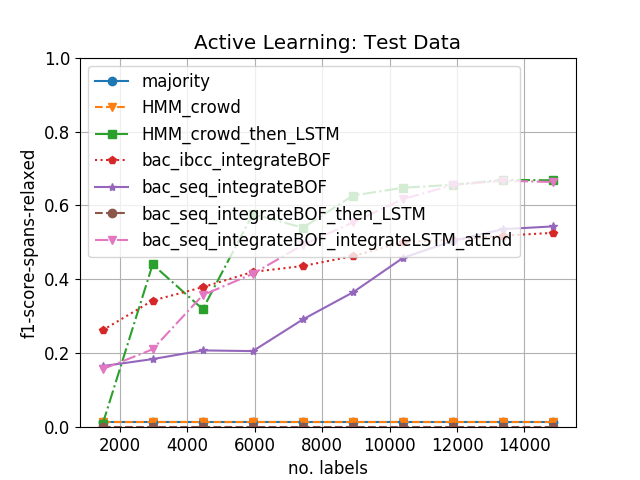 Active Learning: Test Data
f1-score-spans-relaxed
1.0
0.8
0.6
0.4
0.2
0.0
majority
HMM_crowd
HMM_crowd_then_LSTM
bac_ibcc_integrateBOF
bac_seq_integrateBOF
bac_seq_integrateBOF_then_LSTM
bac_seq_integrateBOF_integrateLSTM_atEnd
2000 4000 6000 8000 10000 12000 14000
no. labels